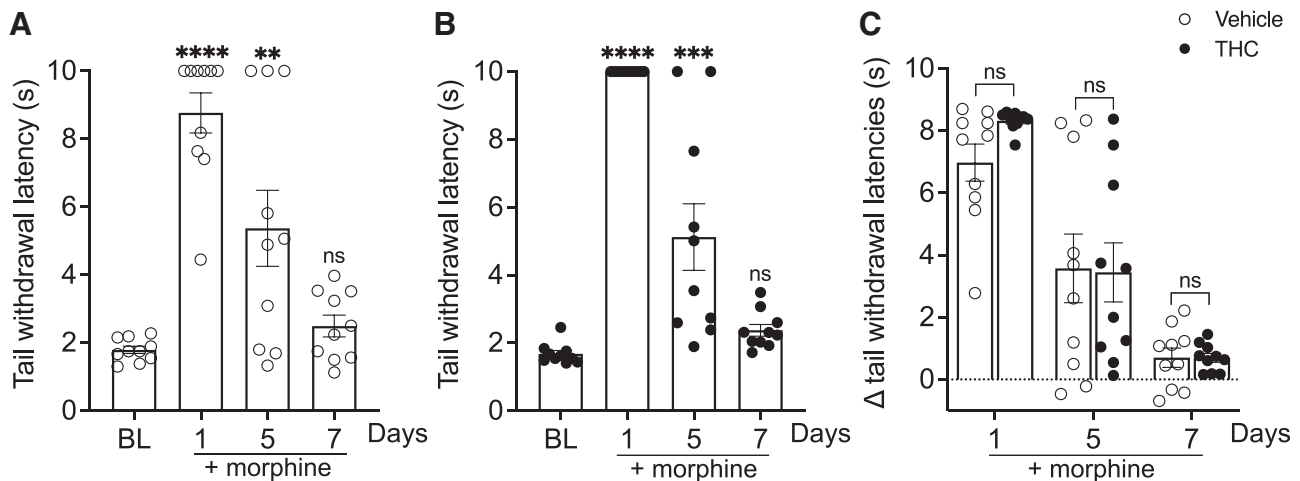 A
Tail withdrawal latency (s)
10
8
6
4
2
0
****
**
ns
BL
1
5
7
Days
+ morphine
B
Tail withdrawal latency (s)
10
8
6
4
2
0
****
***
ns
BL
1
5
7
Days
+ morphine
C
Vehicle
THC
Δ tail withdrawal latencies (s)
10
8
6
4
2
0
ns
ns
ns
1
5
7
Days
+ morphine